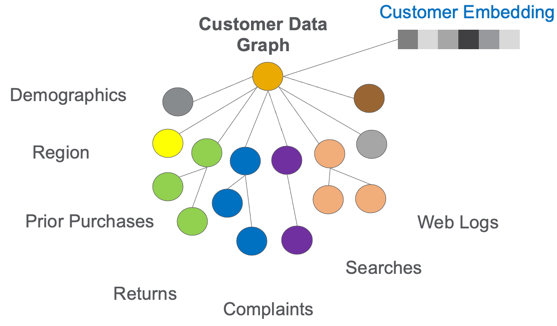 Customer Embedding
Customer Data
Graph
Demographics
Region
Prior Purchases
Web Logs
Searches
Returns
Complaints